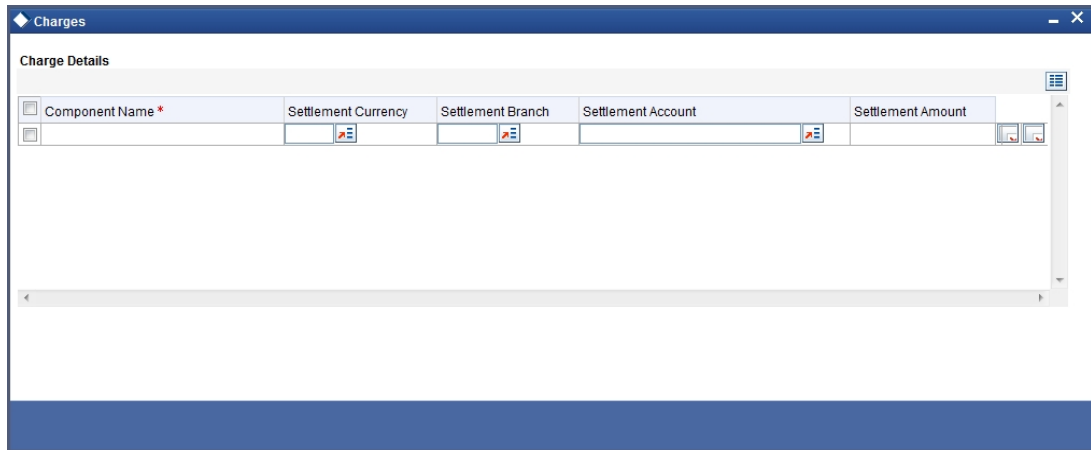 Charges
Charge Details
Component Name * Settlement Currency Settlement Branch Settlement Account Settlement Amount